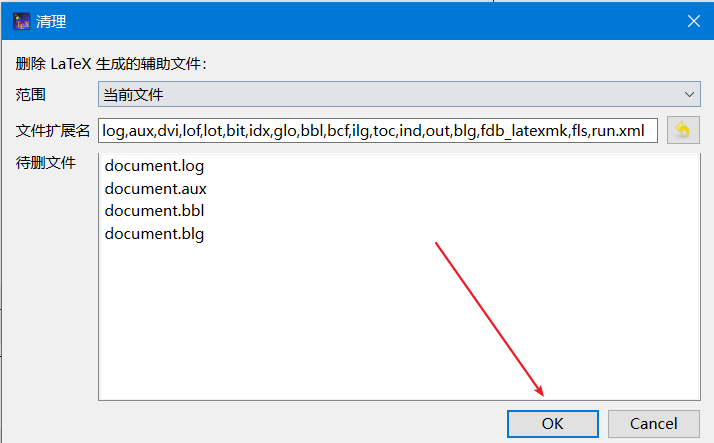 清理
删除 LaTeX 生成的辅助文件：
范围 当前文件
文件扩展名 log,aux,dvi,lof,lot,bit,idx,glo,bbl,bcf,ilg,toc,ind,out,blg,fdb_latexmk,fls,run.xml
待删文件
document.log
document.aux
document.bbl
document.blg
OK Cancel